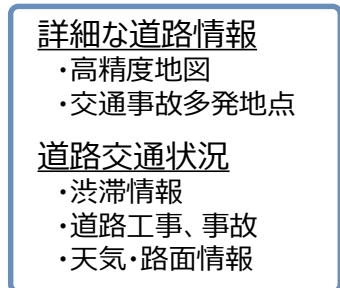 詳細な道路情報
・高精度地図
・交通事故多発地点
道路交通状況
・渋滞情報
・道路工事、事故
・天気・路面情報